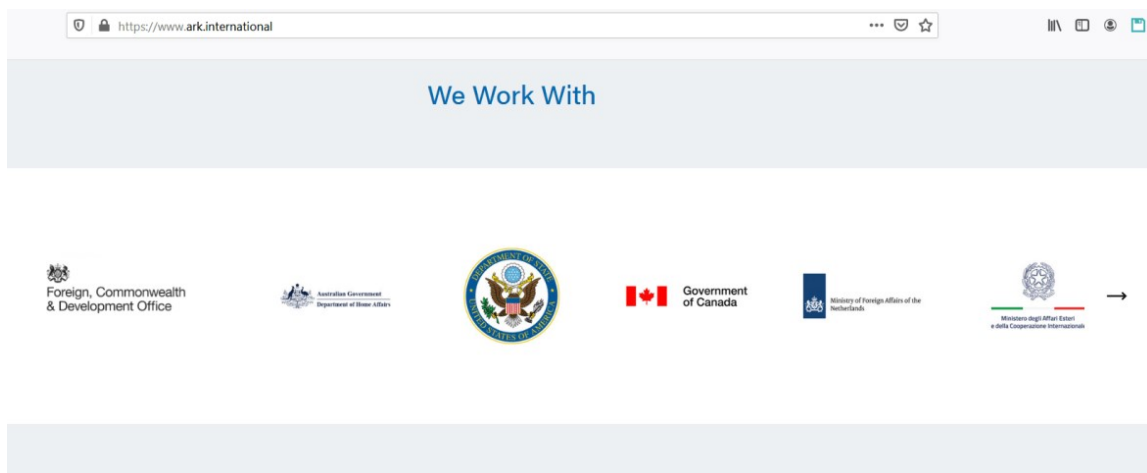 https://www.ark.international
We Work With
Foreign, Commonwealth
& Development Office
Australian Government
Department of Home Affairs
DEPARTMENT OF STATE
UNITED STATES OF AMERICA
Government
of Canada
Ministry of Foreign Affairs of the
Netherlands
Ministero degli Affari Esteri
e della Cooperazione Internazionale